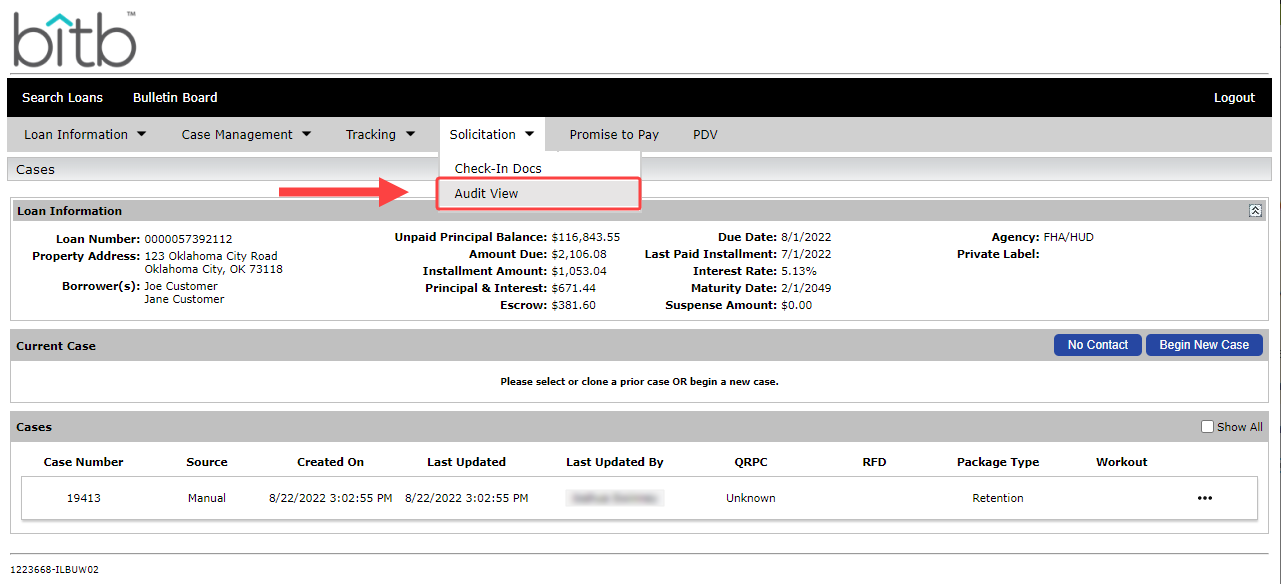 bitb™
Search Loans Bulletin Board Logout
Loan Information Case Management Tracking Solicitation Promise to Pay PDV
Check-In Docs
Audit View
Cases
Loan Information
Loan Number: 0000057392112
Property Address: 123 Oklahoma City Road
Oklahoma City, OK 73118
Borrower(s): Joe Customer
Jane Customer
Unpaid Principal Balance: $116,843.55
Amount Due: $2,106.08
Installment Amount: $1,053.04
Principal & Interest: $671.44
Escrow: $381.60
Due Date: 8/1/2022
Last Paid Installment: 7/1/2022
Interest Rate: 5.13%
Maturity Date: 2/1/2049
Suspense Amount: $0.00
Agency: FHA/HUD
Private Label:
Current Case No Contact Begin New Case
Please select or clone a prior case OR begin a new case.
Cases Show All
Case Number Source Created On Last Updated Last Updated By QRPC RFD Package Type Workout
19413 Manual 8/22/2022 3:02:55 PM 8/22/2022 3:02:55 PM Unknown Retention •••
1223668-ILBUW02